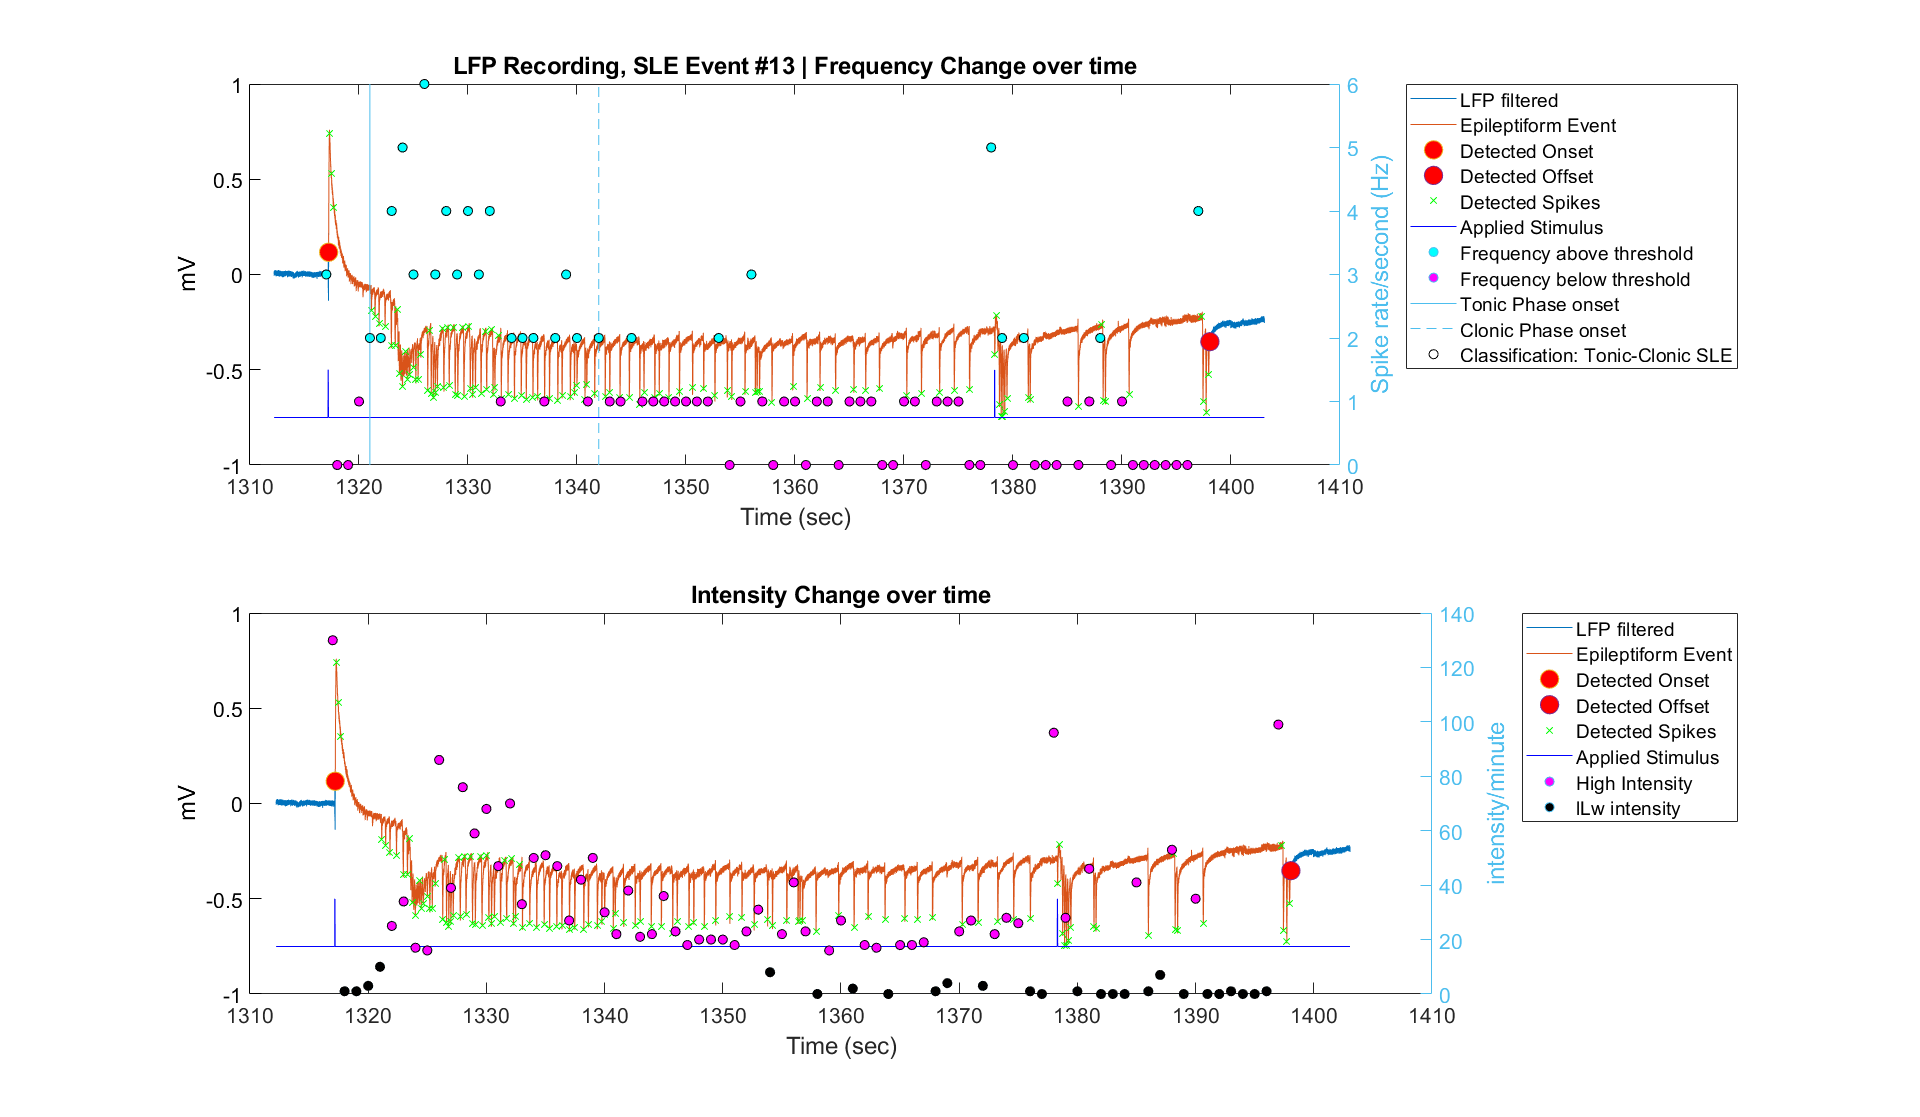 LFP Recording, SLE Event #13 | Frequency Change over time
1
0.5
0
-0.5
-1
mV
1310 1320 1330 1340 1350 1360 1370 1380 1390 1400 1410
Time (sec)
6
5
4
3
2
1
0
Spike rate/second (Hz)
LFP filtered
Epileptiform Event
Detected Onset
Detected Offset
Detected Spikes
Applied Stimulus
Frequency above threshold
Frequency below threshold
Tonic Phase onset
Clonic Phase onset
Classification: Tonic-Clonic SLE
Intensity Change over time
1
0.5
0
-0.5
-1
mV
1310 1320 1330 1340 1350 1360 1370 1380 1390 1400 1410
Time (sec)
140
120
100
80
60
40
20
0
intensity/minute
LFP filtered
Epileptiform Event
Detected Onset
Detected Offset
Detected Spikes
Applied Stimulus
High Intensity
lLw intensity